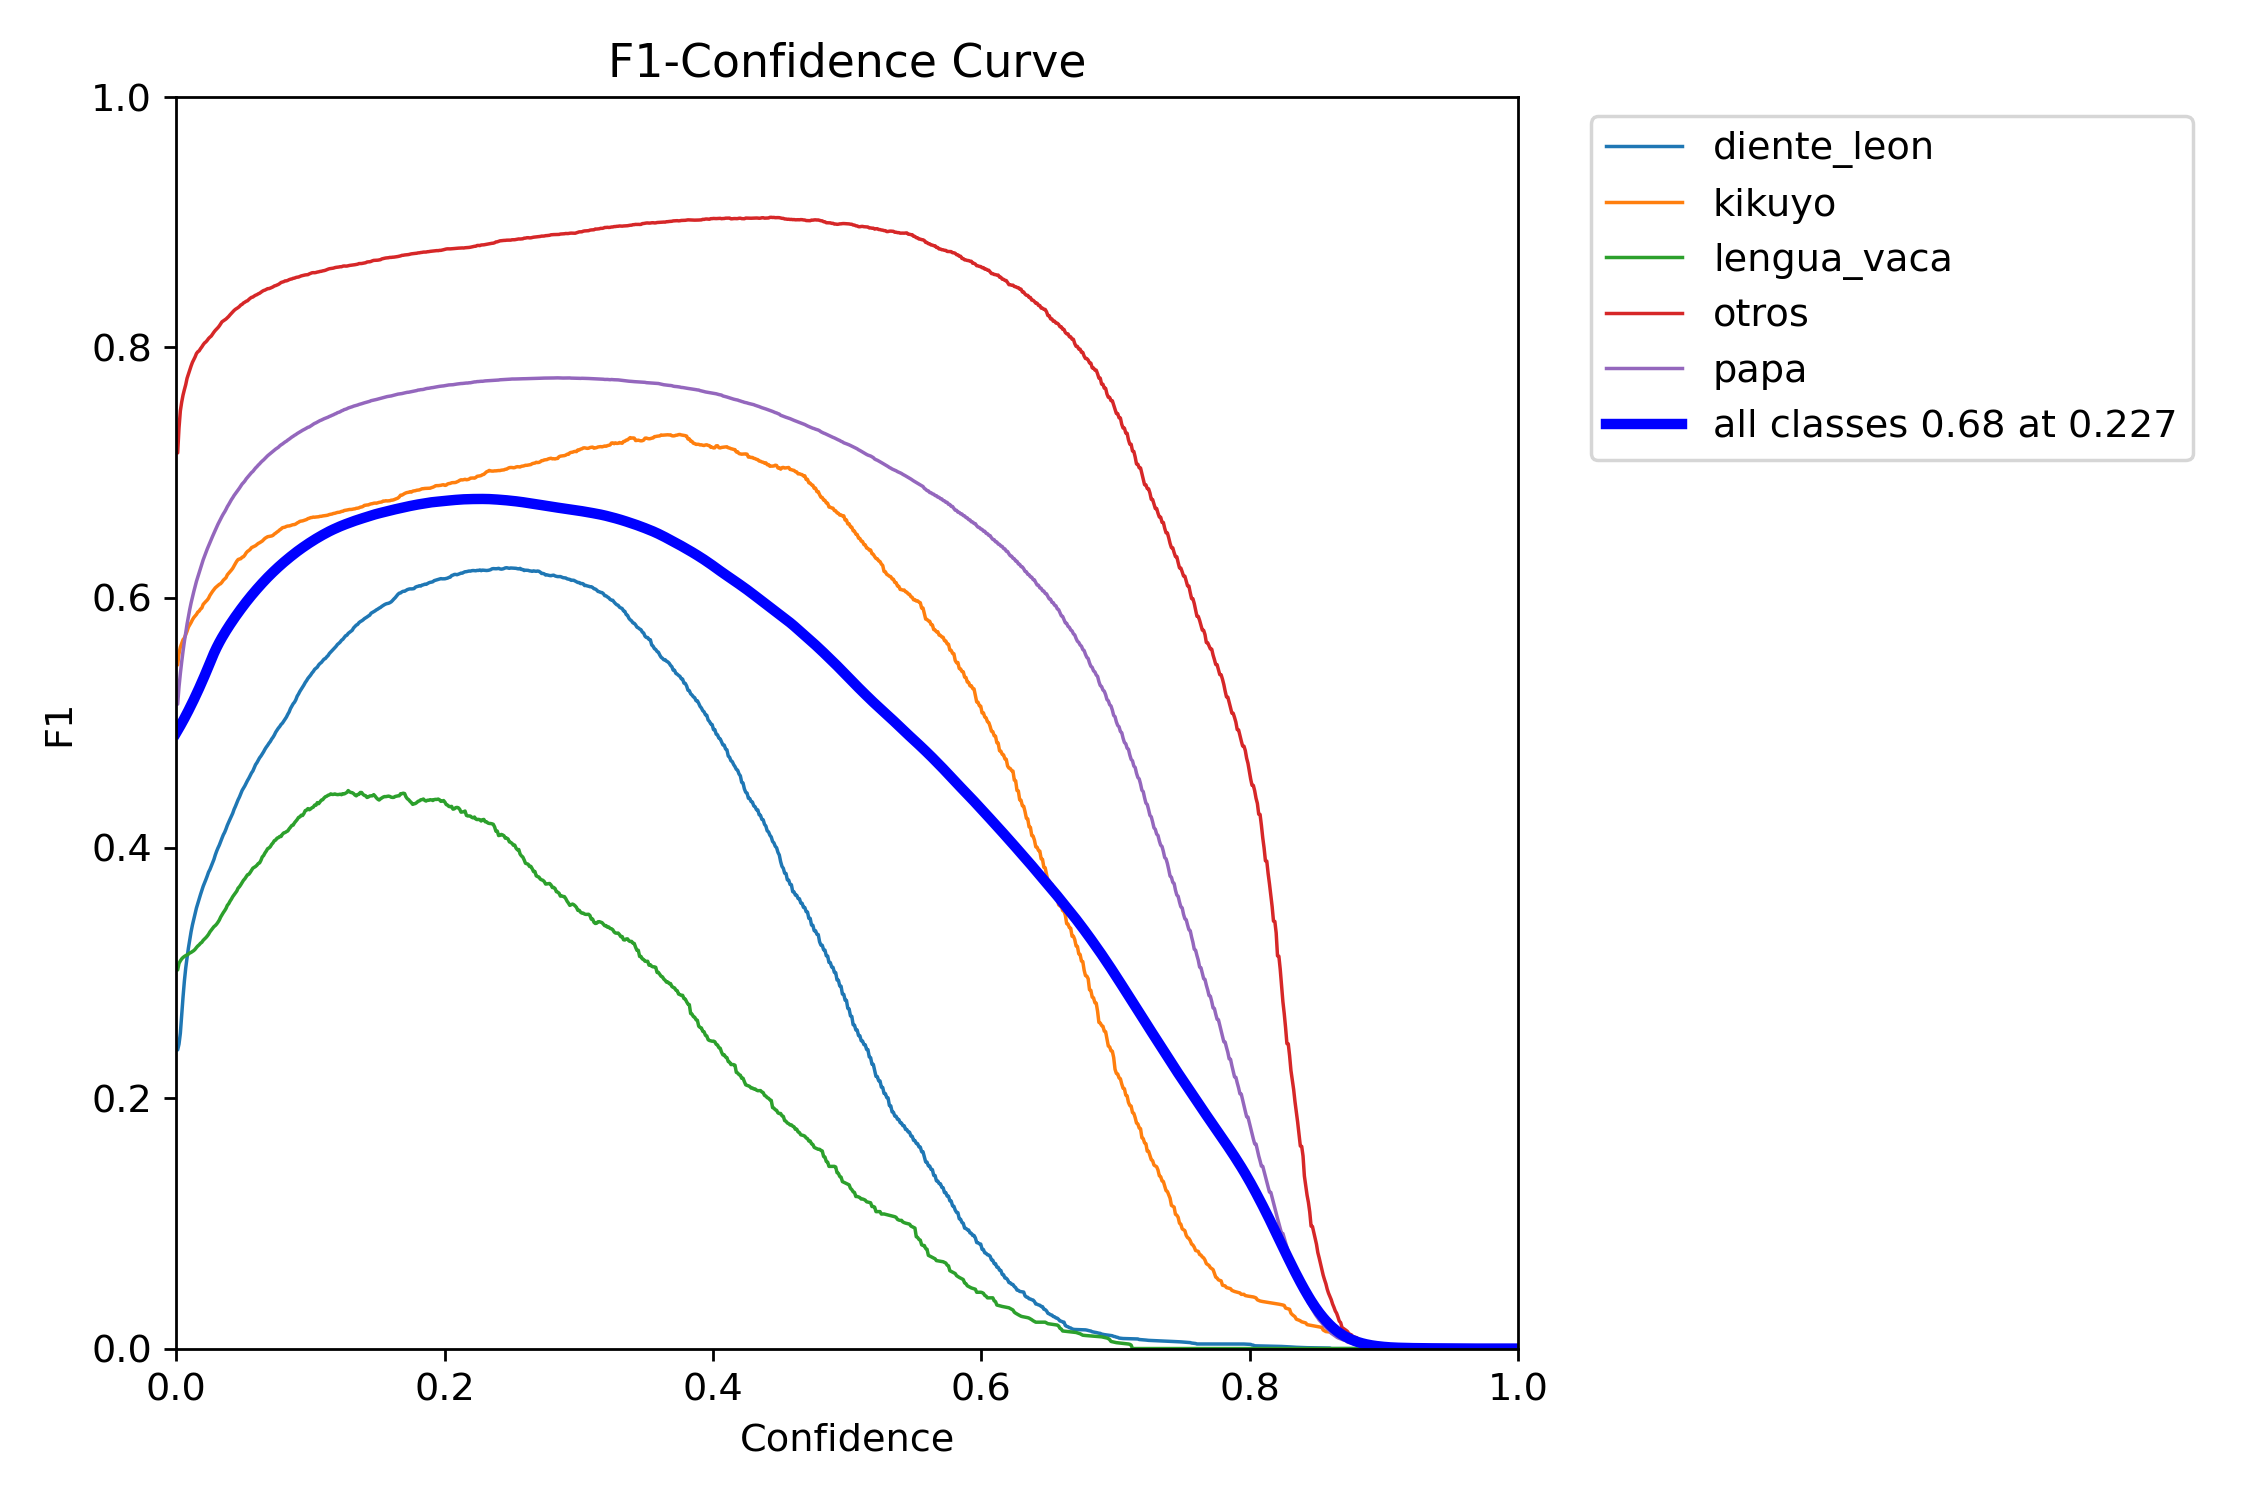 F1-Confidence Curve
1.0
0.8
0.6
0.4
0.2
0.0
F1
0.0 0.2 0.4 0.6 0.8 1.0
Confidence
diente_leon
kikuyo
lengua_vaca
otros
papa
all classes 0.68 at 0.227